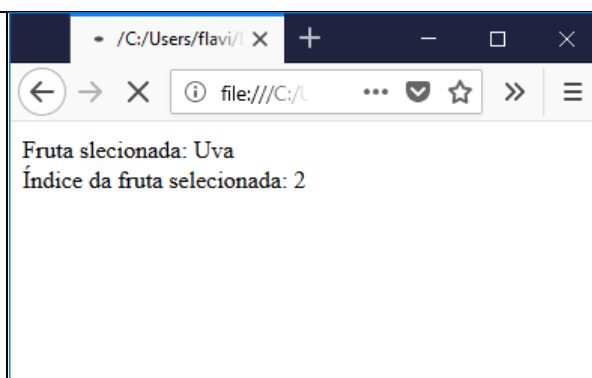 /C:/Users/flavi/
file:///C:/
Fruta slecionada: Uva
Índice da fruta selecionada: 2